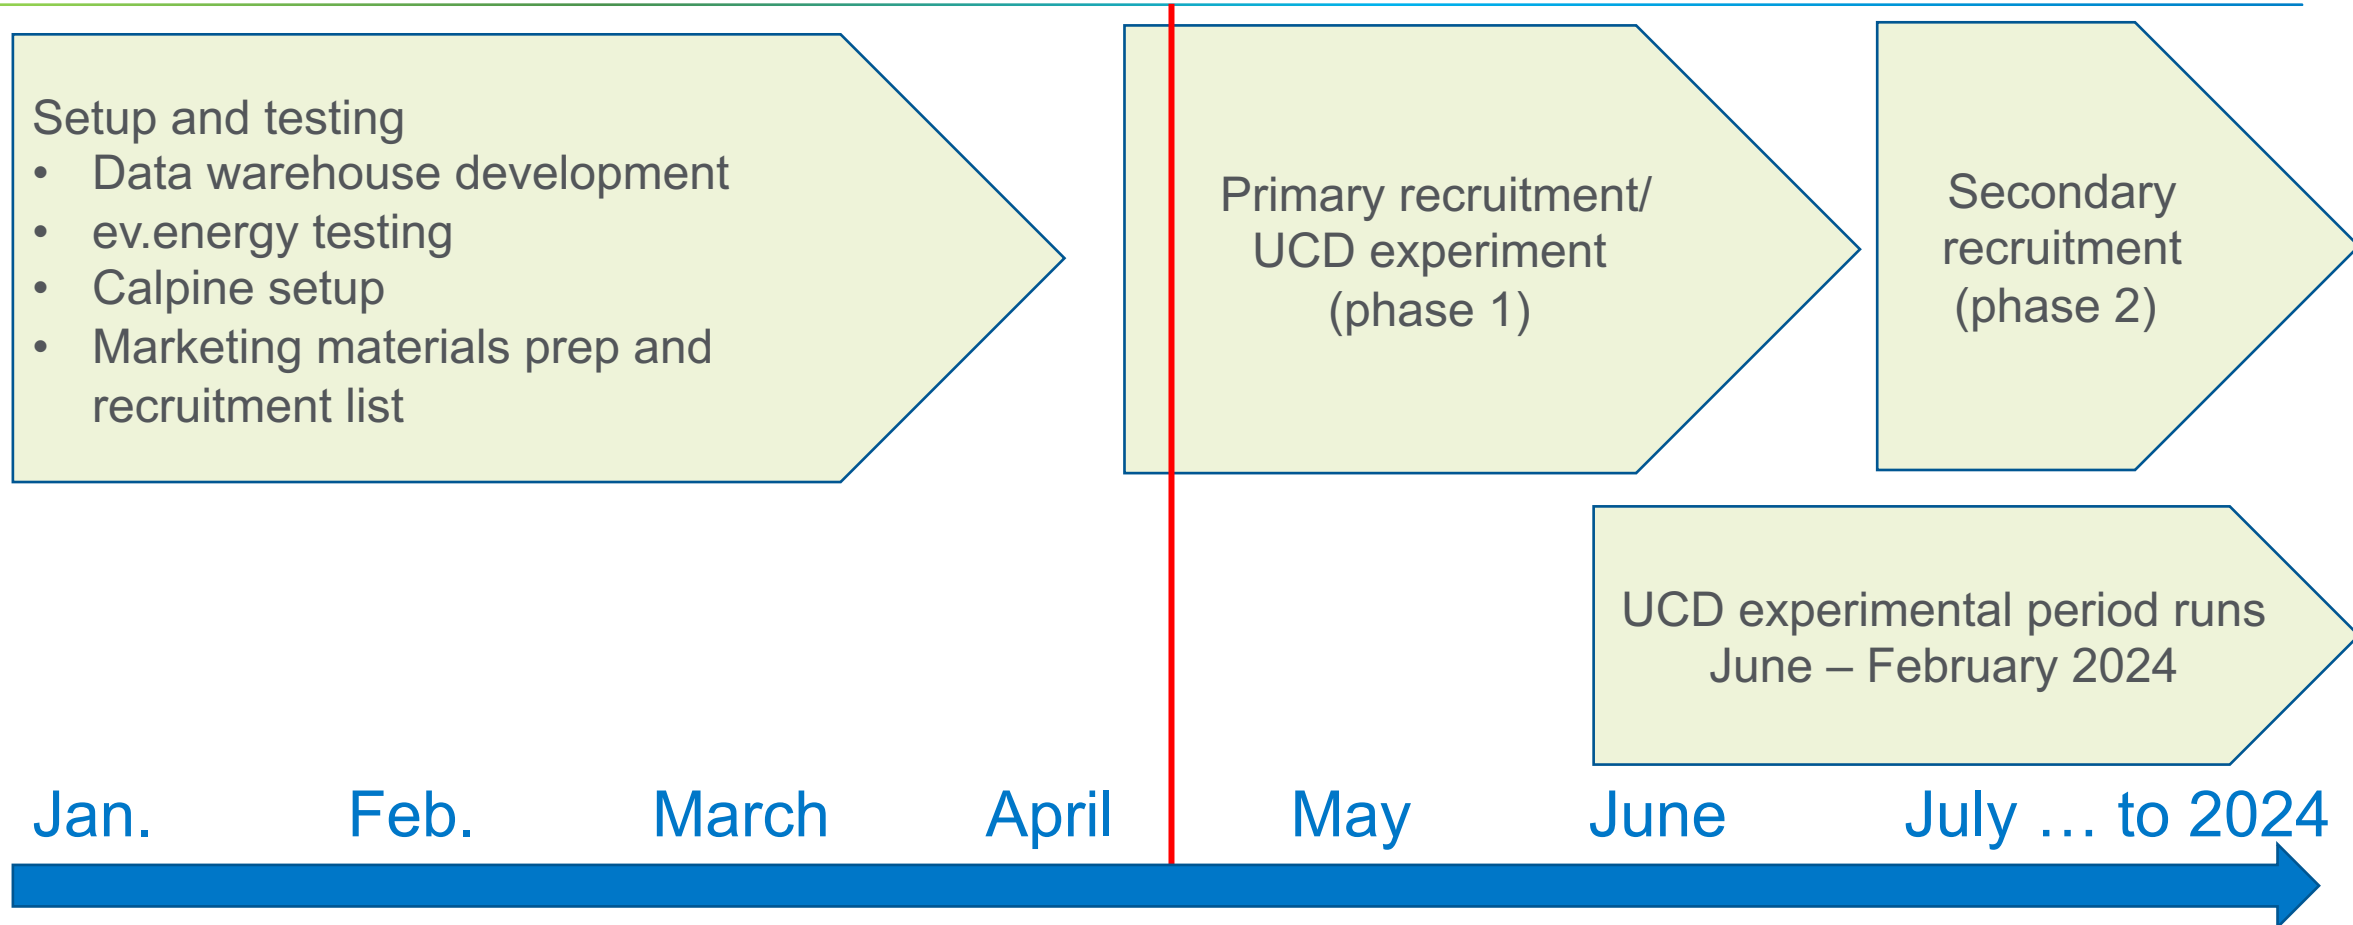 Setup and testing
• Data warehouse development
• ev.energy testing
• Calpine setup
• Marketing materials prep and
recruitment list
Primary recruitment/
UCD experiment
(phase 1)
Secondary
recruitment
(phase 2)
UCD experimental period runs
June – February 2024
Jan. Feb. March April May June July … to 2024